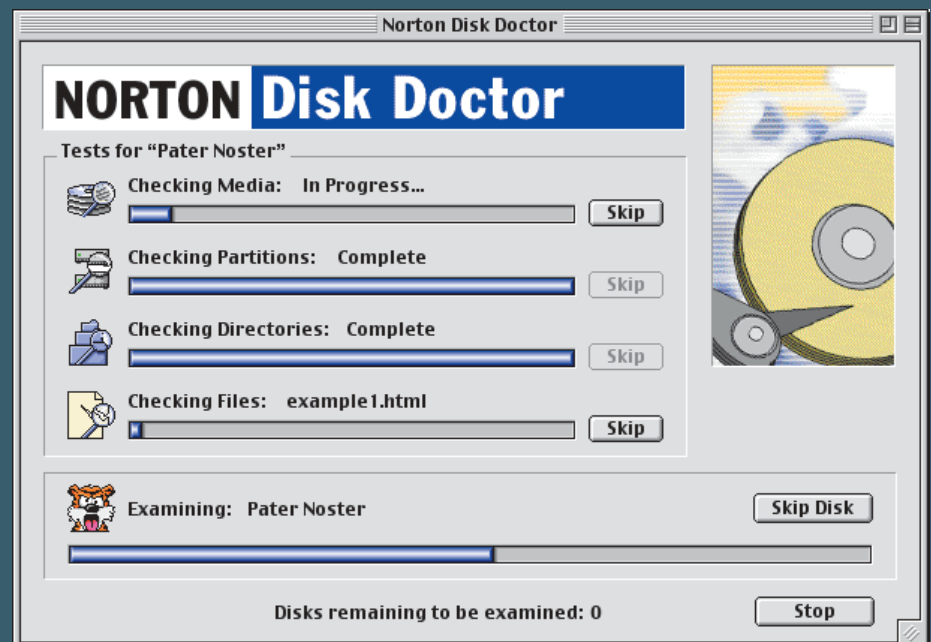 Norton Disk Doctor
NORTON Disk Doctor
Tests for “Pater Noster”
Checking Media: In Progress...
Skip
Checking Partitions: Complete
Skip
Checking Directories: Complete
Skip
Checking Files: example1.html
Skip
Examining: Pater Noster
Skip Disk
Disks remaining to be examined: 0
Stop